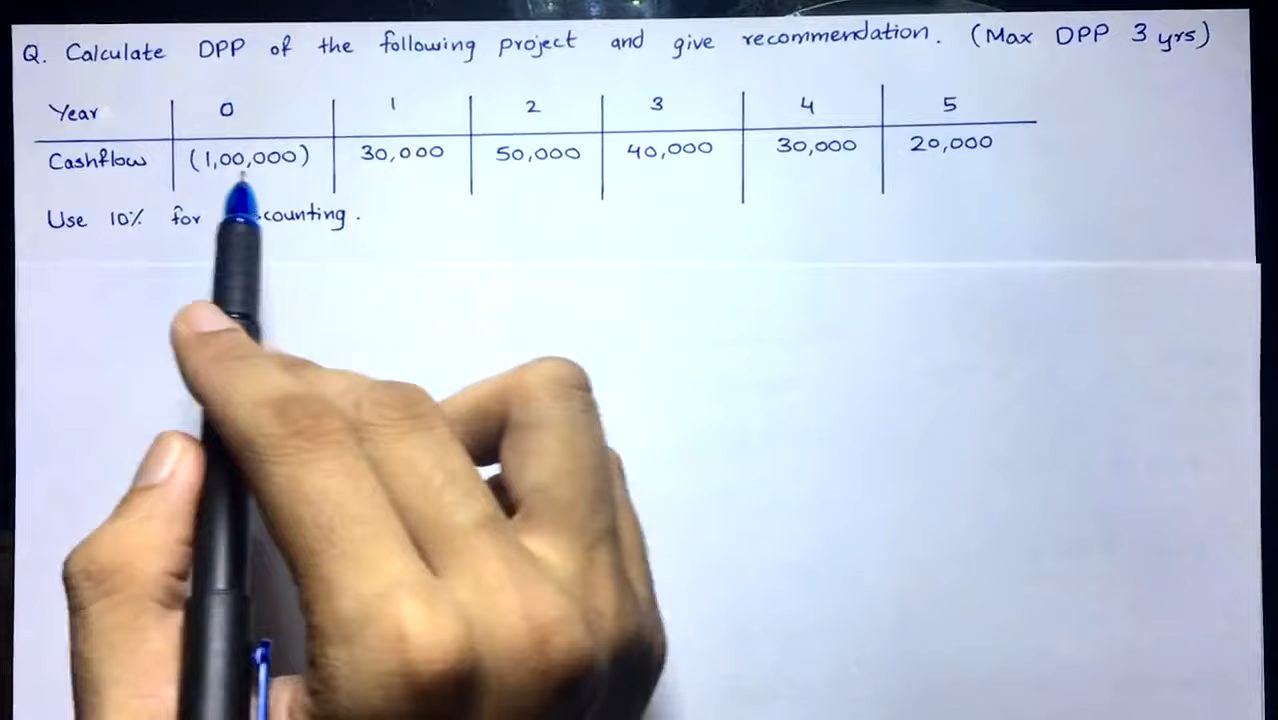 Q. Calculate DPP of the following project and give recommendation. (Max DPP 3 yrs)
Year 0 1 2 3 4 5
Cashflow (1,00,000) 30,000 50,000 40,000 30,000 20,000
Use 10% for counting.